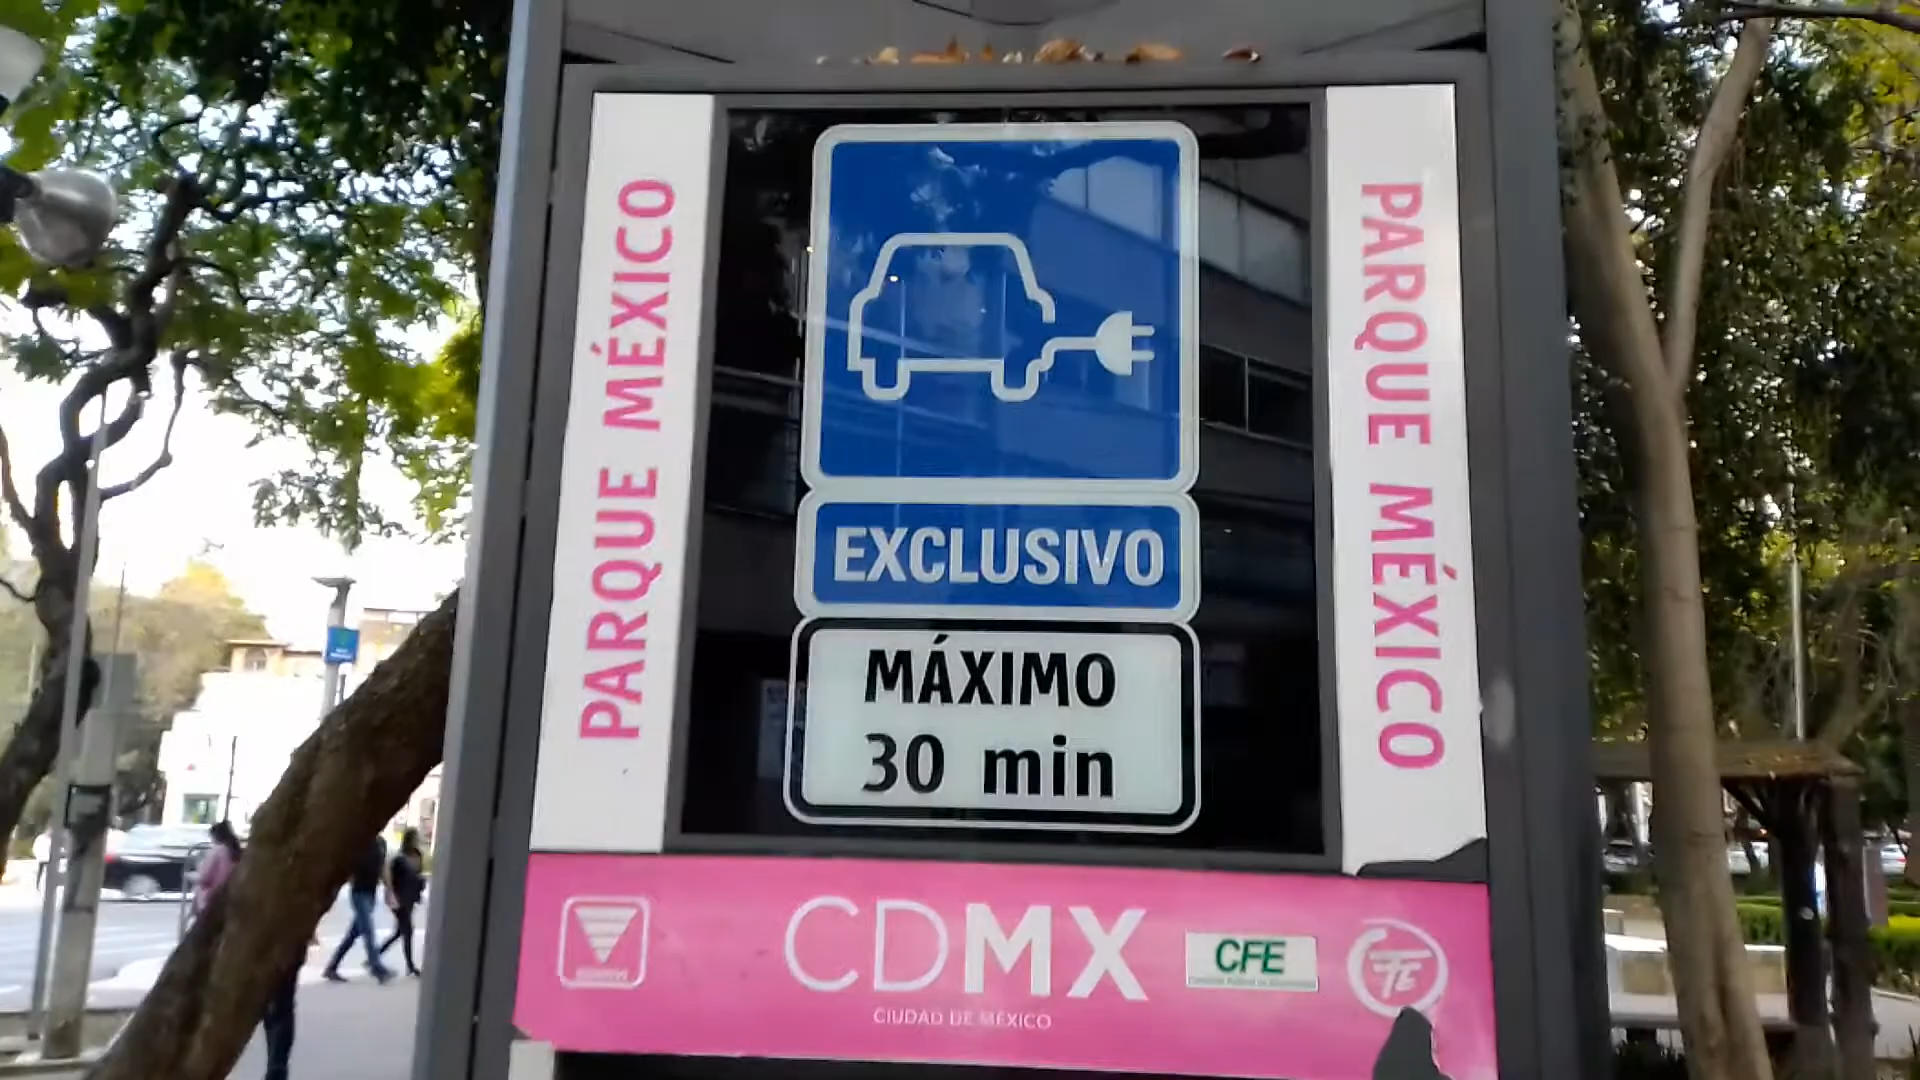 PARQUE MÉXICO
EXCLUSIVO
MÁXIMO
30 min
PARQUE MÉXICO
CDMX
CIUDAD DE MÉXICO
CFE